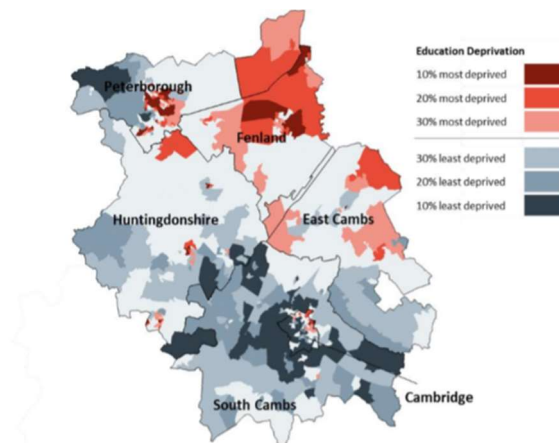 Education Deprivation
10% most deprived
20% most deprived
30% most deprived
30% least deprived
20% least deprived
10% least deprived
Peterborough
Fenland
Huntingdonshire
East Cambs
Cambridge
South Cambs